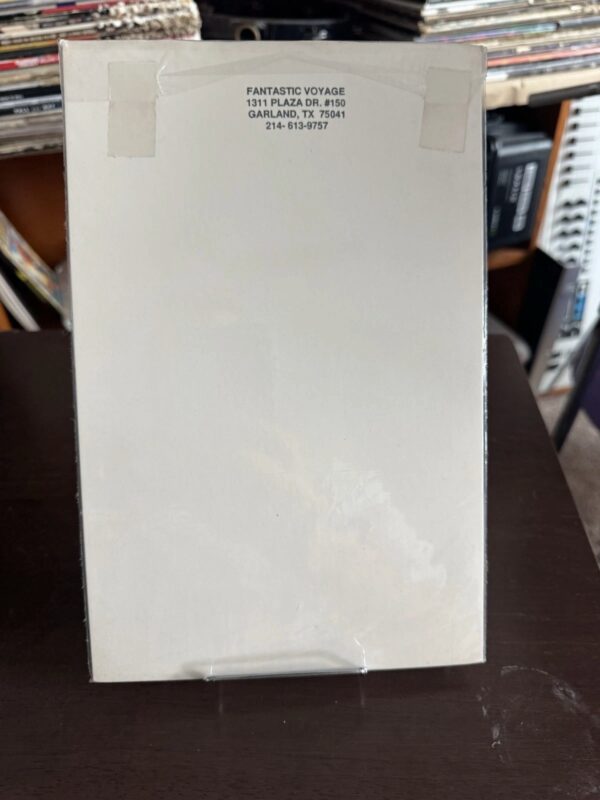 FANTASTIC VOYAGE
1311 PLAZA DR. #150
GARLAND, TX 75041
214- 613-9757